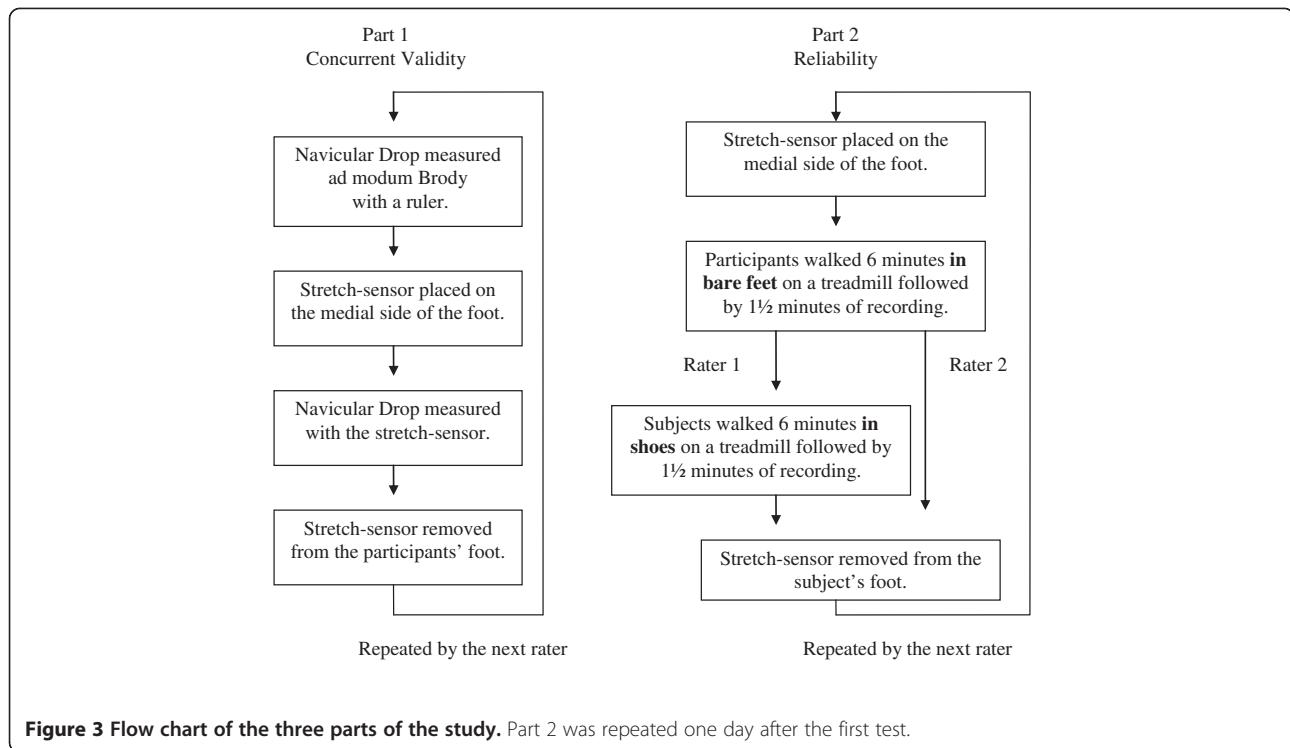 Part 1
Concurrent Validity
Navicular Drop measured
ad modum Brody
with a ruler.
Stretch-sensor placed on
the medial side of the foot.
Navicular Drop measured
with the stretch-sensor.
Stretch-sensor removed
from the participants’ foot.
Repeated by the next rater
Part 2
Reliability
Stretch-sensor placed on the
medial side of the foot.
Participants walked 6 minutes in
bare feet on a treadmill followed
by 1½ minutes of recording.
Rater 1
Rater 2
Subjects walked 6 minutes in
shoes on a treadmill followed by
1½ minutes of recording.
Stretch-sensor removed from the
subject’s foot.
Repeated by the next rater
Figure 3 Flow chart of the three parts of the study. Part 2 was repeated one day after the first test.